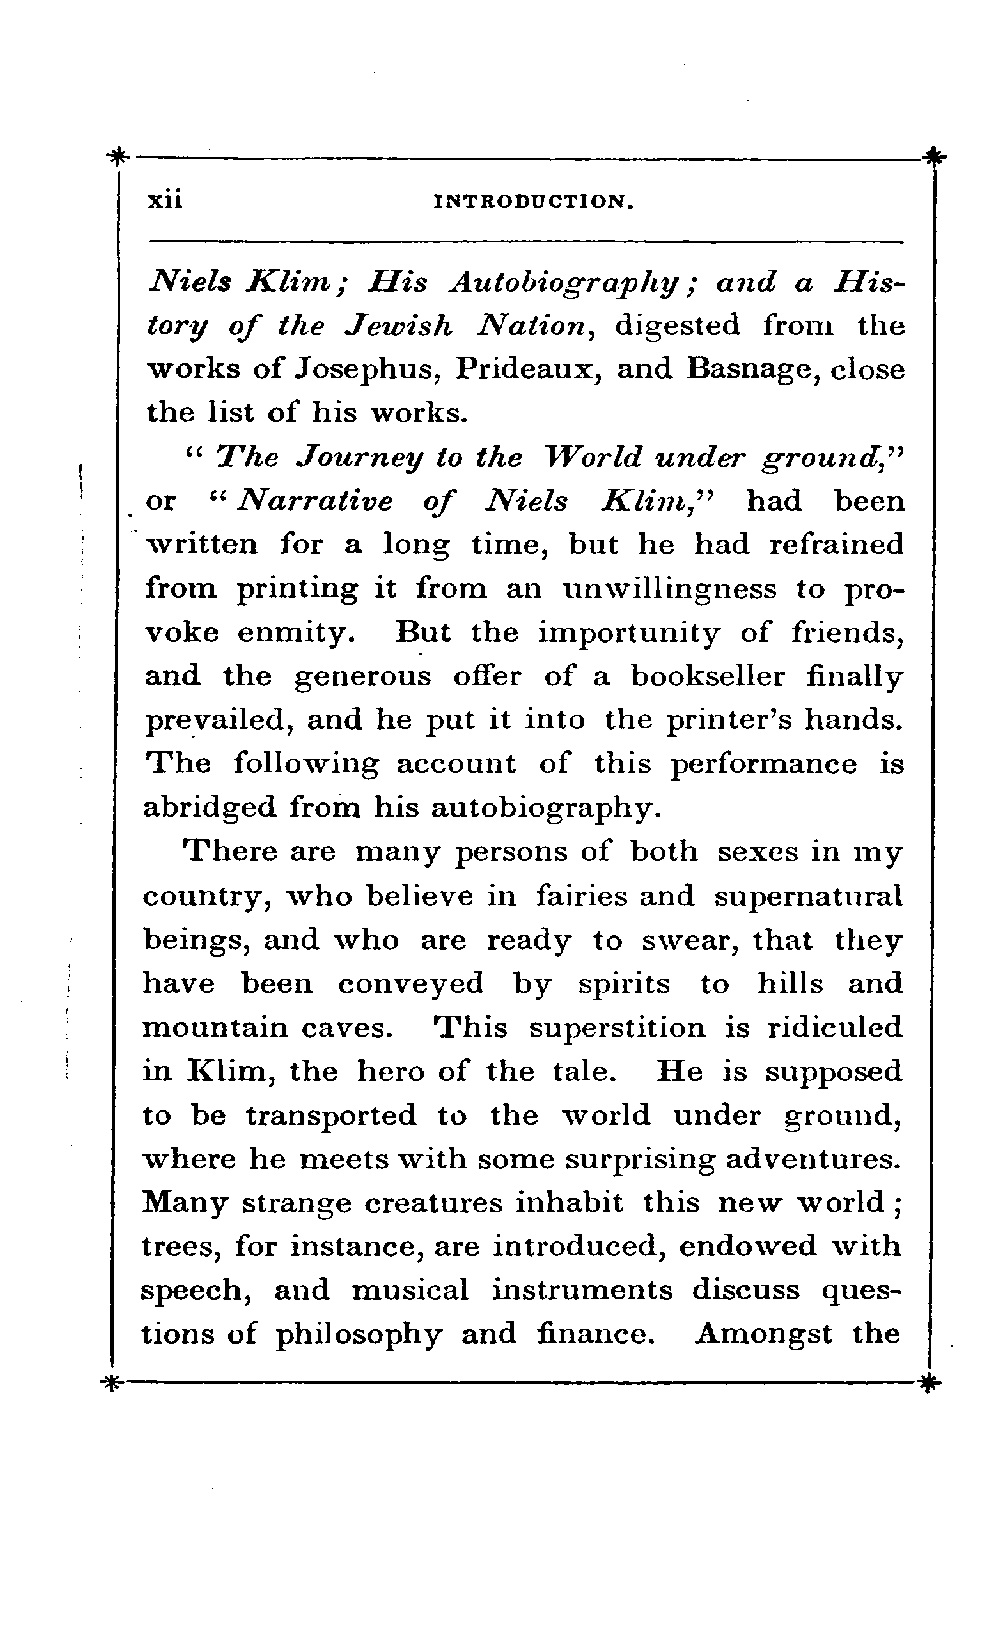 xii INTRODUCTION.
Niels Klim; His Autobiography; and a His-
tory of the Jewish Nation, digested from the
works of Josephus, Prideaux, and Basnage, close
the list of his works.
“ The Journey to the World under ground,”
or “ Narrative of Niels Klim,” had been
written for a long time, but he had refrained
from printing it from an unwillingness to pro-
voke enmity. But the importunity of friends,
and the generous offer of a bookseller finally
prevailed, and he put it into the printer’s hands.
The following account of this performance is
abridged from his autobiography.
There are many persons of both sexes in my
country, who believe in fairies and supernatural
beings, and who are ready to swear, that they
have been conveyed by spirits to hills and
mountain caves. This superstition is ridiculed
in Klim, the hero of the tale. He is supposed
to be transported to the world under ground,
where he meets with some surprising adventures.
Many strange creatures inhabit this new world ;
trees, for instance, are introduced, endowed with
speech, and musical instruments discuss ques-
tions of philosophy and finance. Amongst the